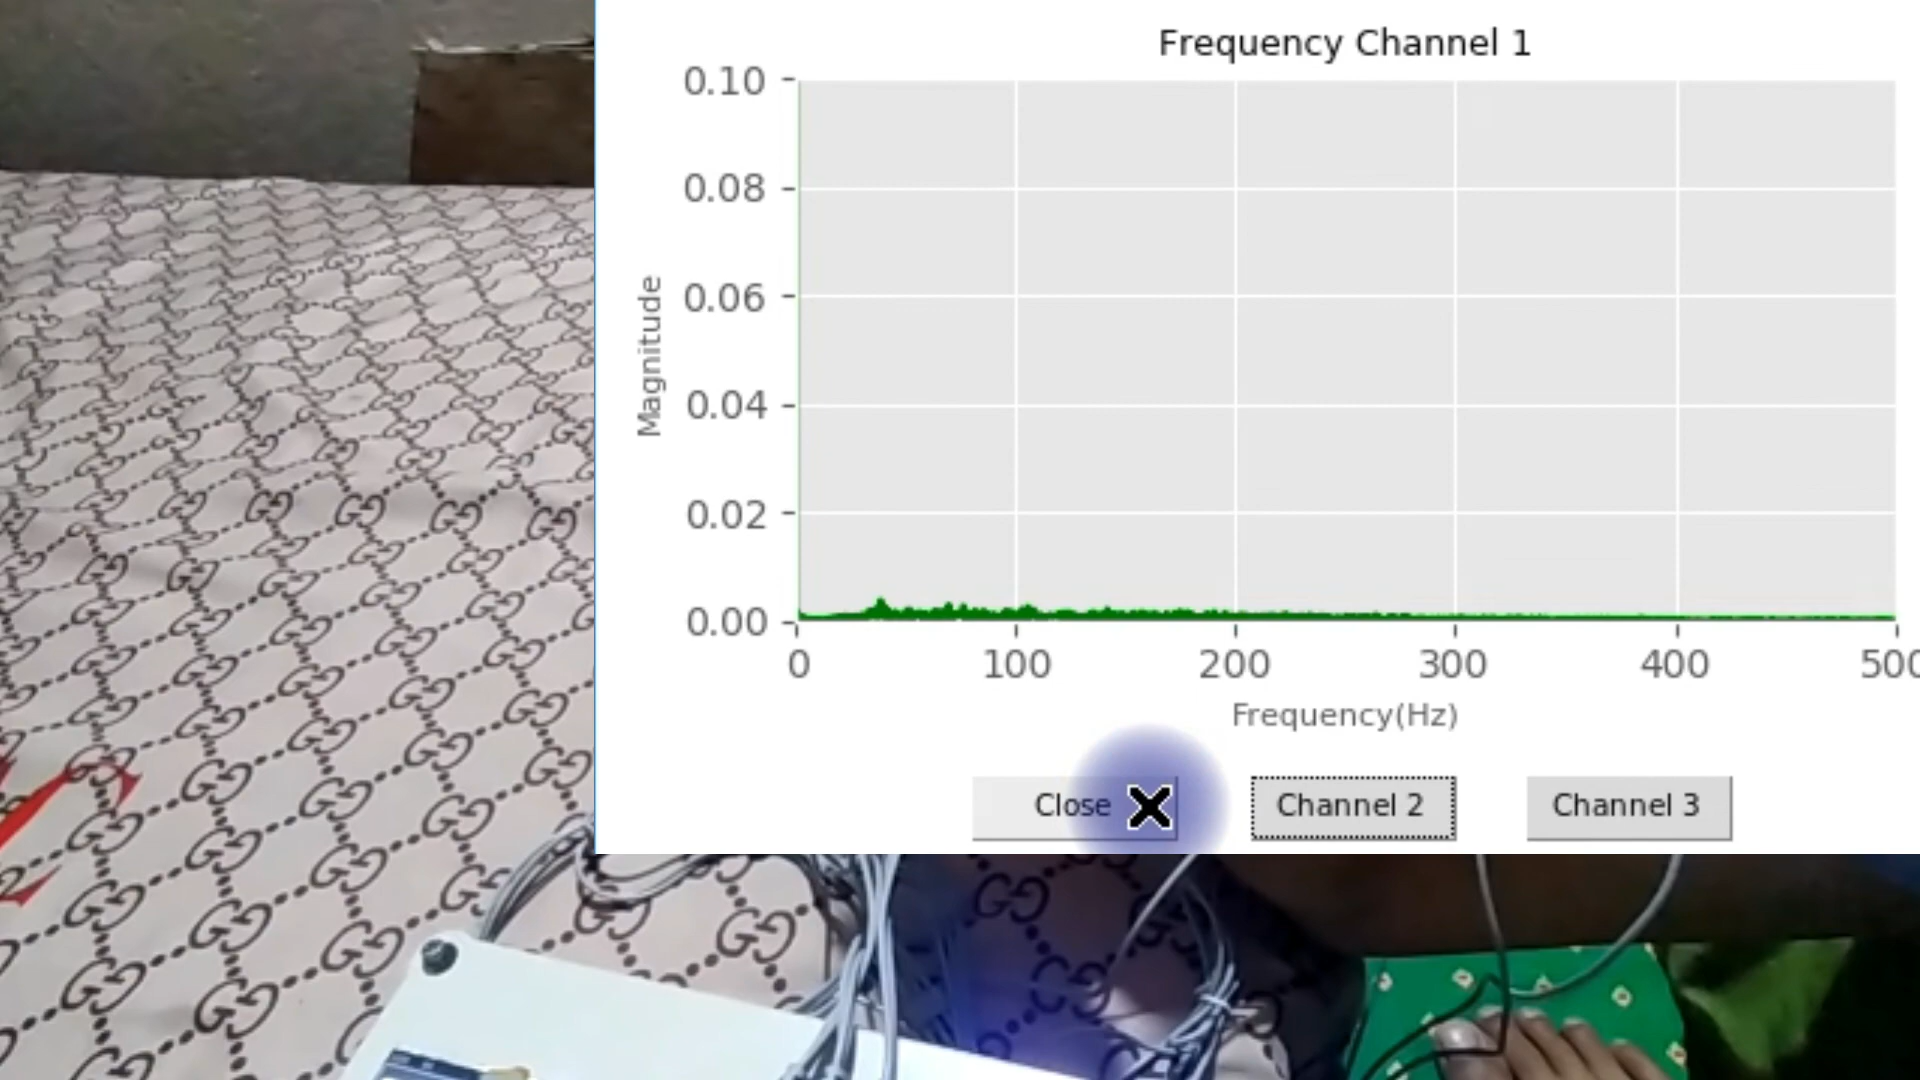 Frequency Channel 1
0.10
0.08
0.06
0.04
0.02
0.00
Magnitude
0 100 200 300 400 500
Frequency(Hz)
Close Channel 2 Channel 3